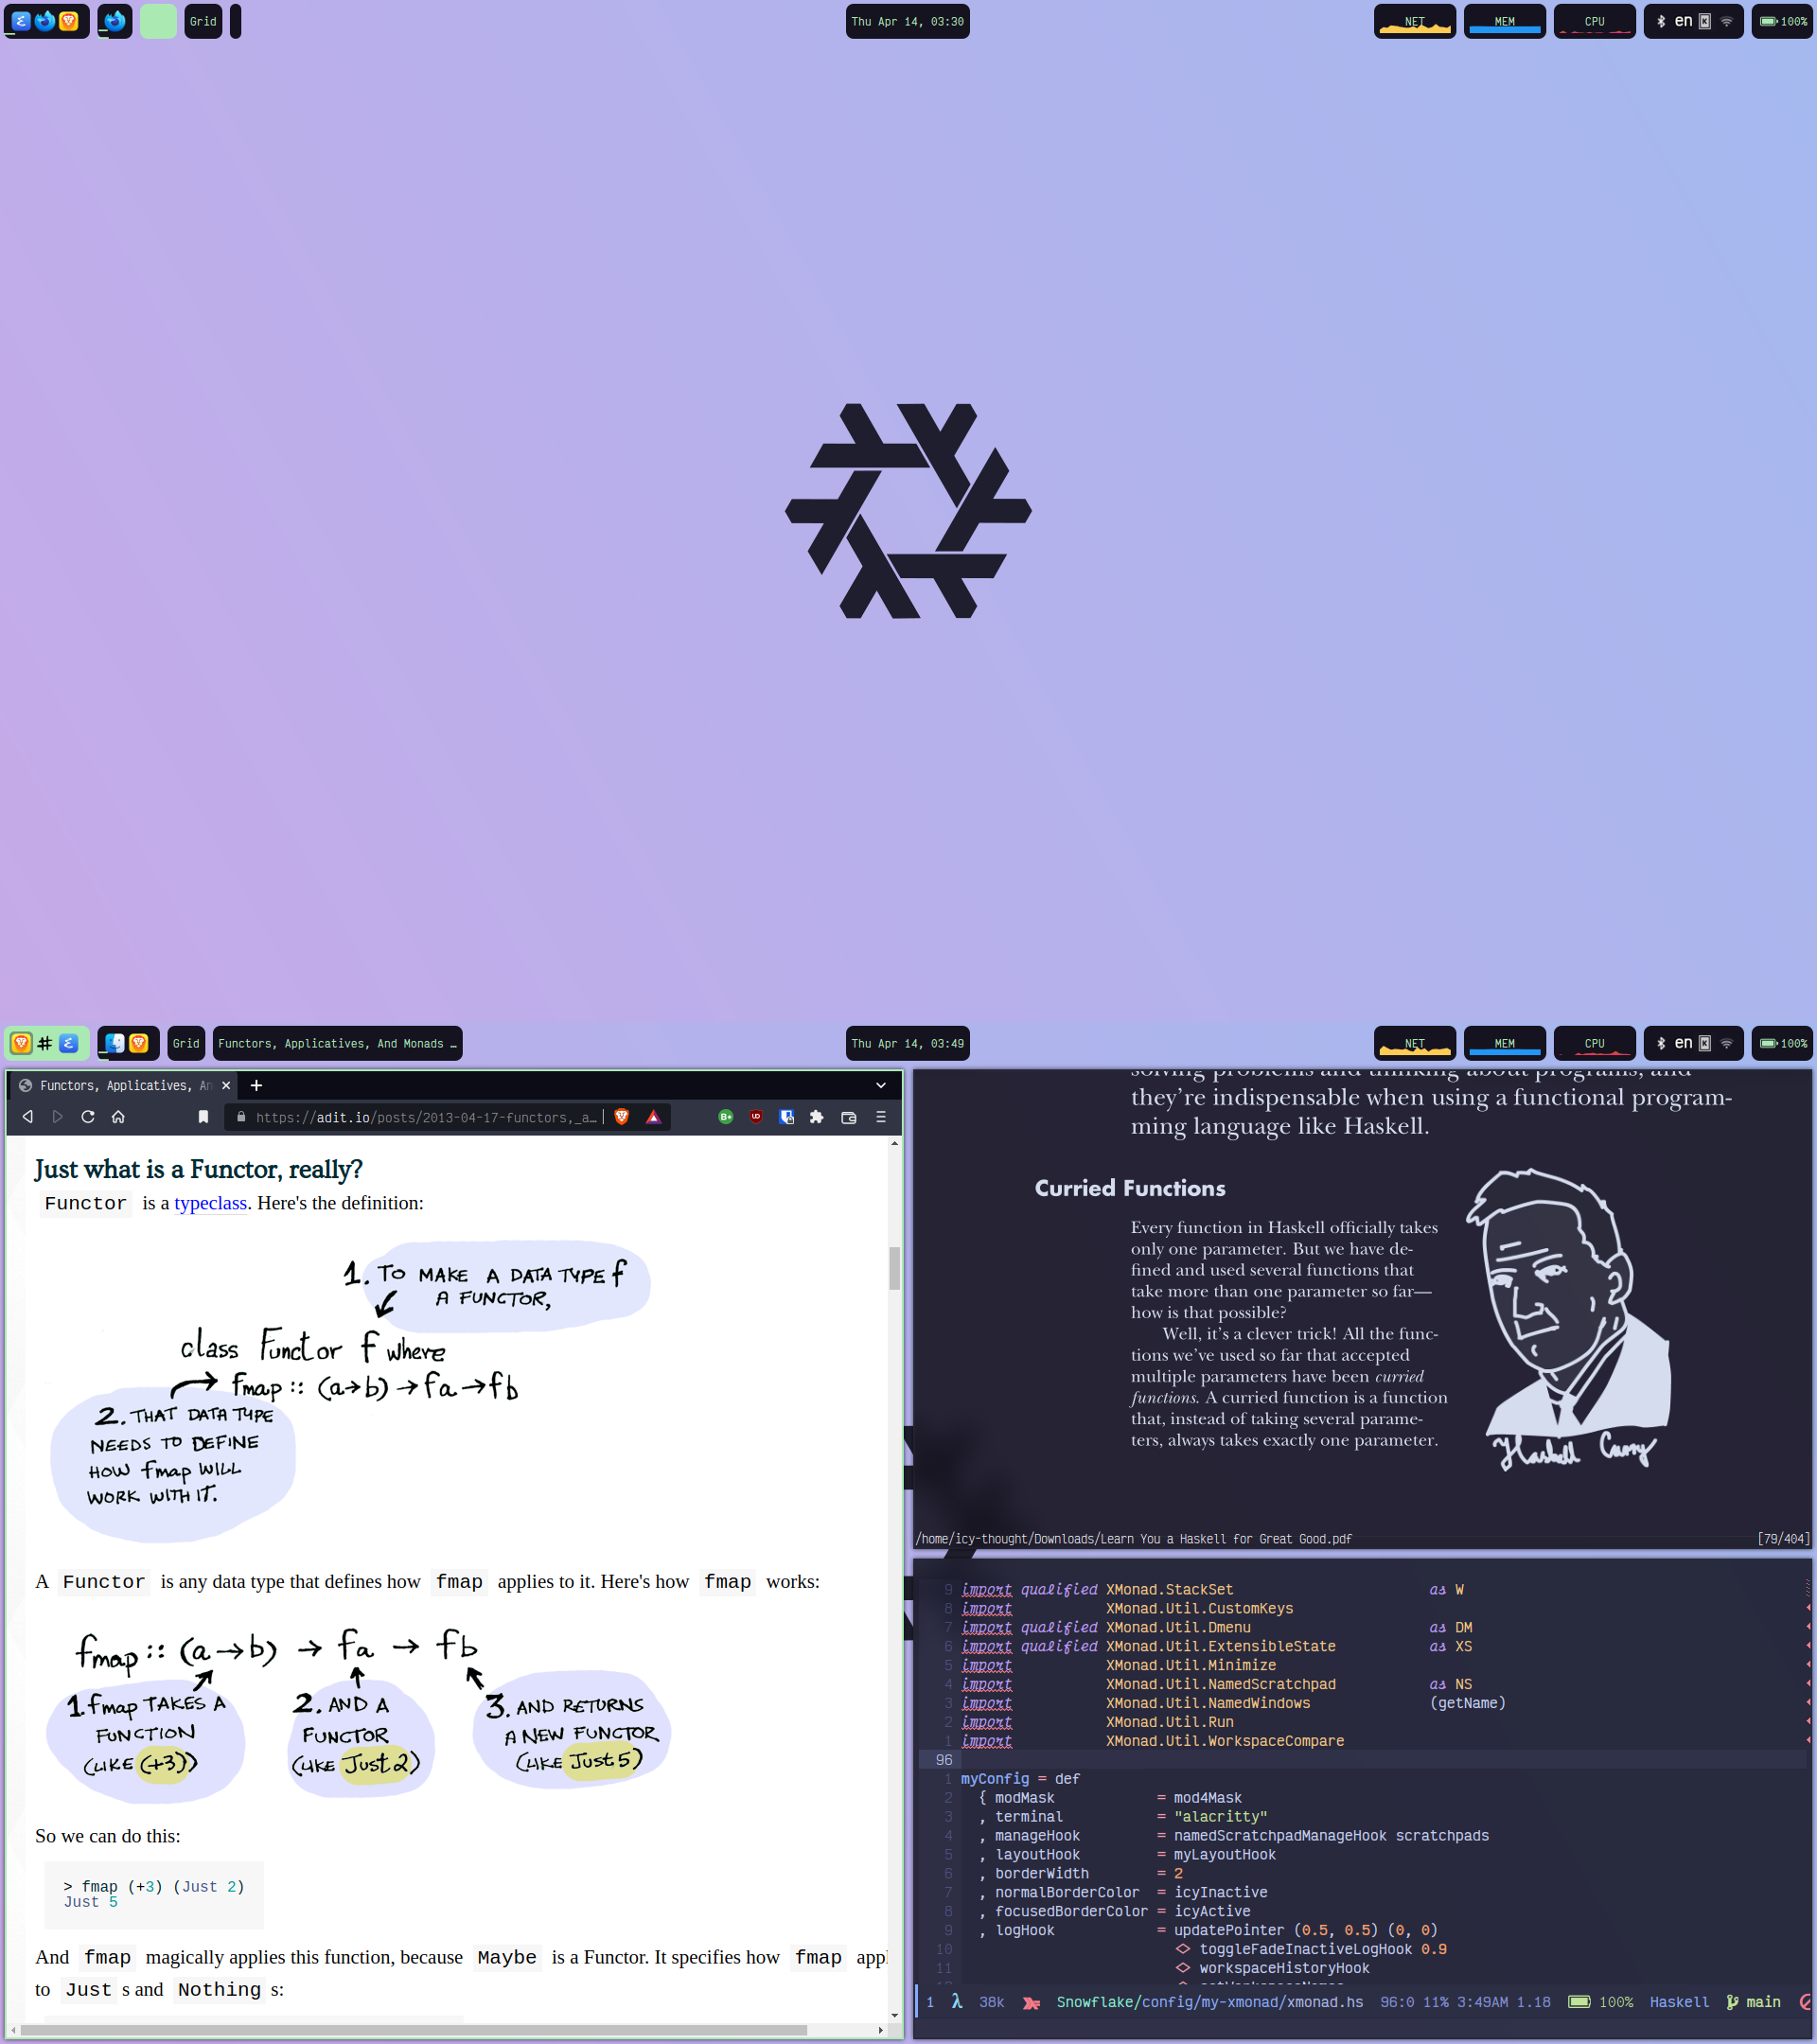 Grid
Thu Apr 14, 03:30
NET
MEM
CPU
en
100%
Grid
Functors, Applicatives, And Monads …
Thu Apr 14, 03:49
NET
MEM
CPU
en
100%
Functors, Applicatives, An
https://adit.io/posts/2013-04-17-functors,_a…
Just what is a Functor, really?
Functor is a typeclass. Here's the definition:
1. TO MAKE A DATA TYPE f
A FUNCTOR,
class Functor f where
fmap :: (a→b) → fa → fb
2. THAT DATA TYPE
NEEDS TO DEFINE
HOW fmap WILL
WORK WITH IT.
A Functor is any data type that defines how fmap applies to it. Here's how fmap works:
fmap :: (a→b) → fa → fb
1. fmap TAKES A
FUNCTION
(LIKE (+3))
2. AND A
FUNCTOR
(LIKE Just 2)
3. AND RETURNS
A NEW FUNCTOR
(LIKE Just 5)
So we can do this:
> fmap (+3) (Just 2)
Just 5
And fmap magically applies this function, because Maybe is a Functor. It specifies how fmap appl
to Just s and Nothing s:
solving problems and thinking about programs, and
they're indispensable when using a functional program-
ming language like Haskell.
Curried Functions
Every function in Haskell officially takes
only one parameter. But we have de-
fined and used several functions that
take more than one parameter so far—
how is that possible?
Well, it's a clever trick! All the func-
tions we've used so far that accepted
multiple parameters have been curried
functions. A curried function is a function
that, instead of taking several parame-
ters, always takes exactly one parameter.
Haskell Curry
/home/icy-thought/Downloads/Learn You a Haskell for Great Good.pdf [79/404]
9 import qualified XMonad.StackSet as W
8 import XMonad.Util.CustomKeys
7 import qualified XMonad.Util.Dmenu as DM
6 import qualified XMonad.Util.ExtensibleState as XS
5 import XMonad.Util.Minimize
4 import XMonad.Util.NamedScratchpad as NS
3 import XMonad.Util.NamedWindows (getName)
2 import XMonad.Util.Run
1 import XMonad.Util.WorkspaceCompare
96
1 myConfig = def
2 { modMask = mod4Mask
3 , terminal = "alacritty"
4 , manageHook = namedScratchpadManageHook scratchpads
5 , layoutHook = myLayoutHook
6 , borderWidth = 2
7 , normalBorderColor = icyInactive
8 , focusedBorderColor = icyActive
9 , logHook = updatePointer (0.5, 0.5) (0, 0)
10 <> toggleFadeInactiveLogHook 0.9
11 <> workspaceHistoryHook
1 λ 38k Snowflake/config/my-xmonad/xmonad.hs 96:0 11% 3:49AM 1.18 100% Haskell main